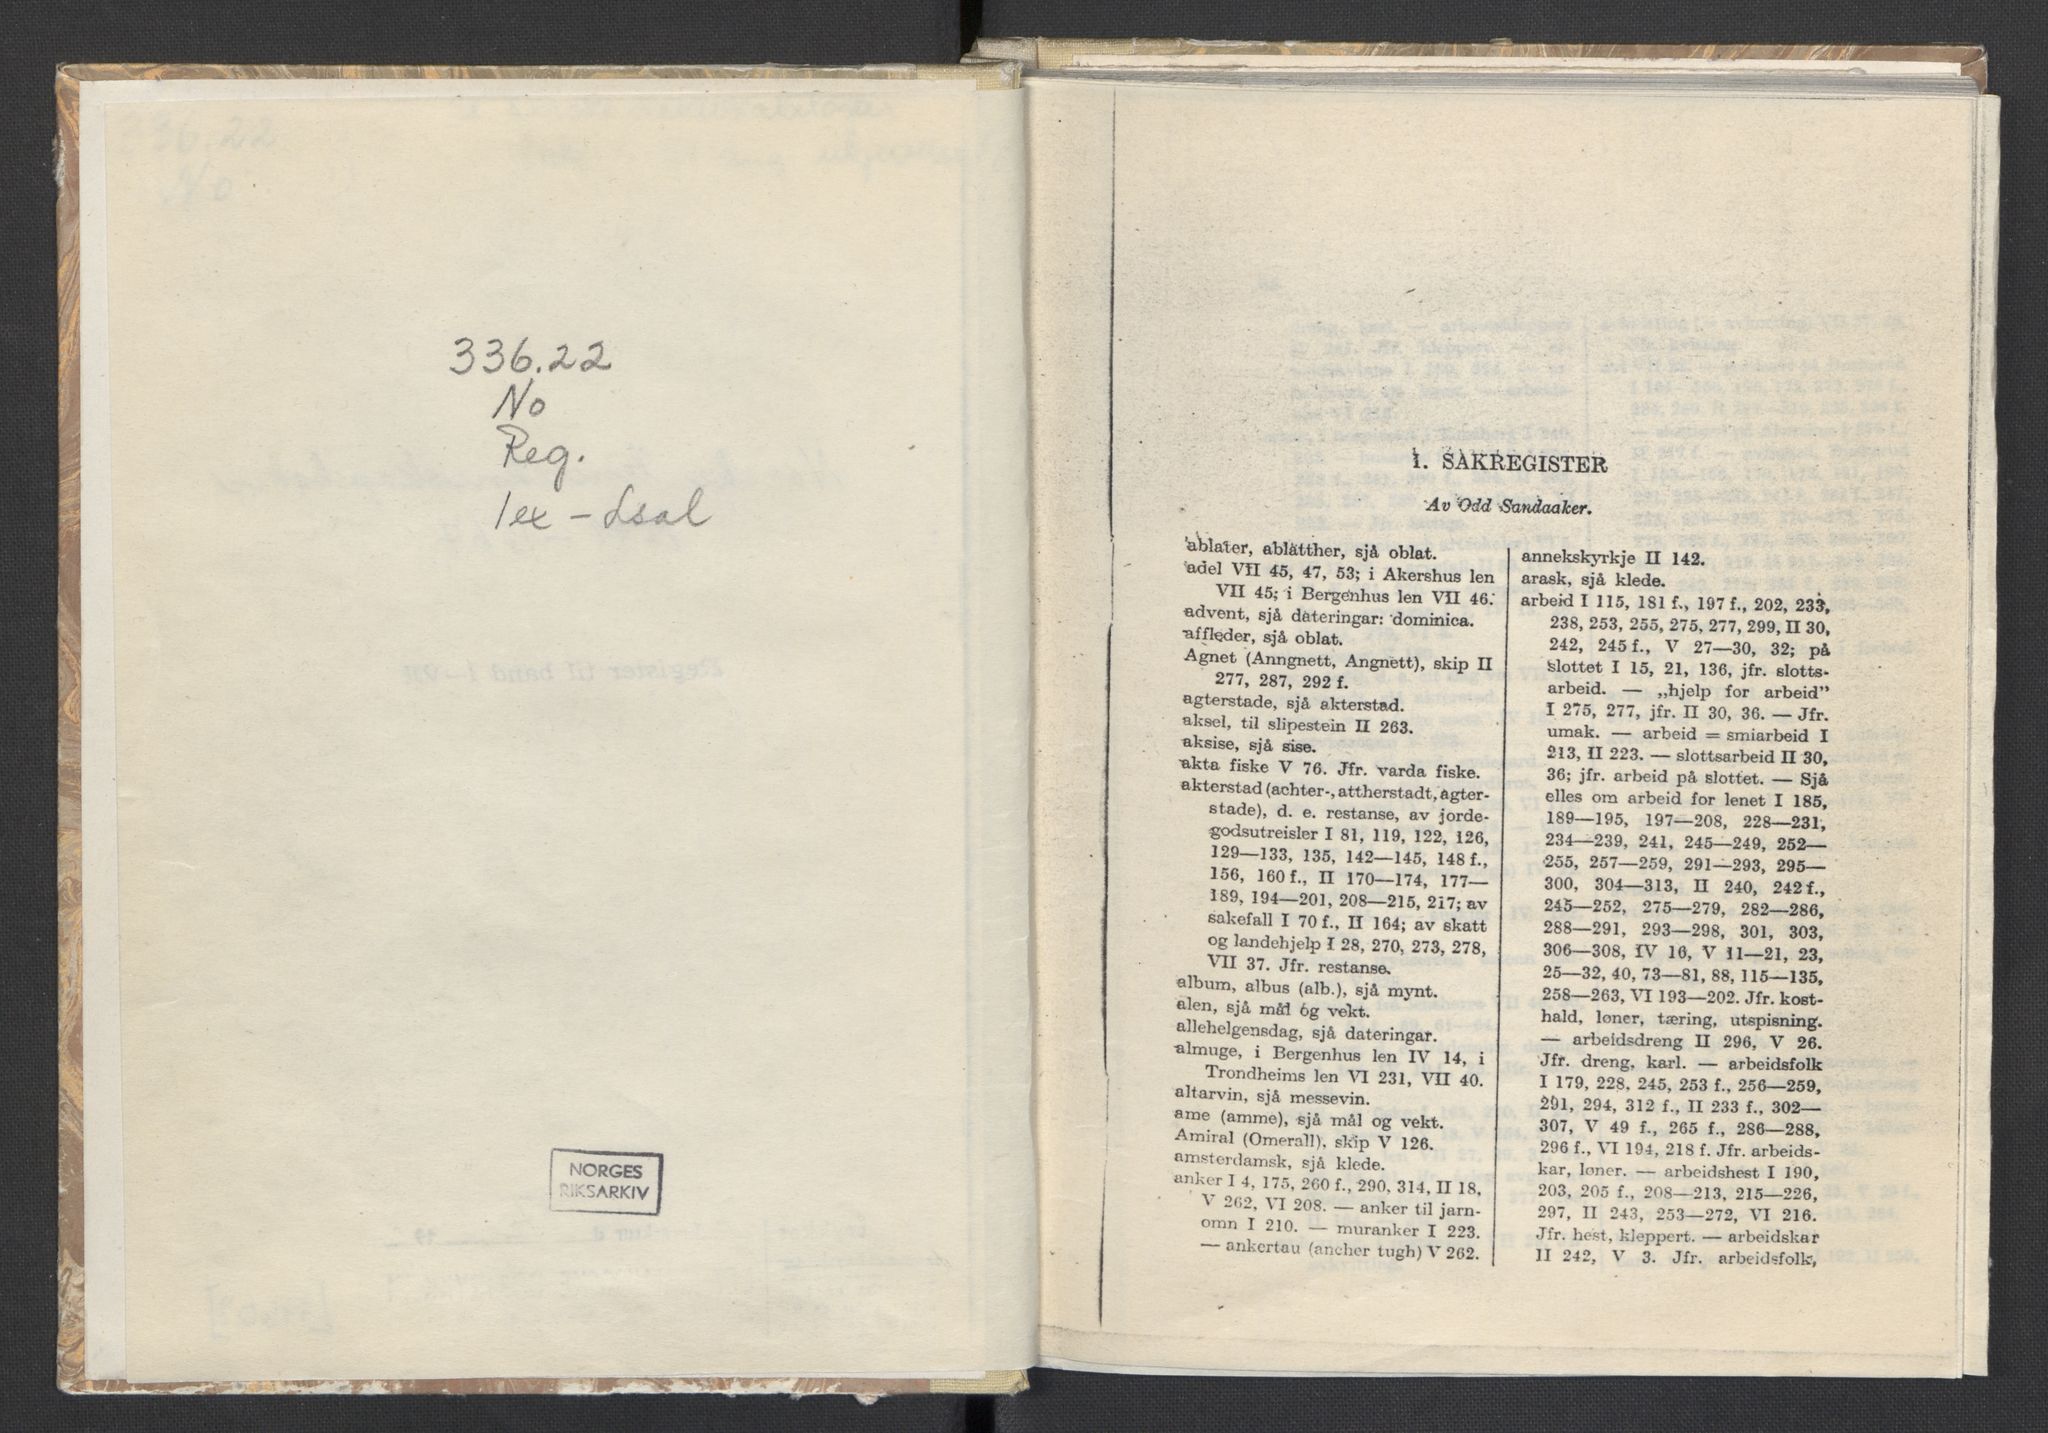 336.22
No
Reg.
1 ex - Lsal
NORGES
RIKSARKIV
1. SAKREGISTER
Av Odd Sandaaker.
ablater, ablatther, sjå oblat.
adel VII 45, 47, 53; i Akershus len
VII 45; i Bergenhus len VII 46.
advent, sjå dateringar: dominica.
affleder, sjå oblat.
Agnet (Anngnett, Angnett), skip II
277, 287, 292 f.
agterstade, sjå akterstad.
aksel, til slipestein II 263.
aksise, sjå sise.
akta fiske V 76. Jfr. varda fiske.
akterstad (achter-, attherstadt, agter-
stade), d. e. restanse, av jorde-
godsutreisler I 81, 119, 122, 126,
129—133, 135, 142—145, 148 f.,
156, 160 f., II 170—174, 177—
189, 194—201, 208—215, 217; av
sakefall I 70 f., II 164; av skatt
og landehjelp I 28, 270, 273, 278,
VII 37. Jfr. restanse.
album, albus (alb.), sjå mynt.
alen, sjå mål og vekt.
allehelgensdag, sjå dateringar.
almuge, i Bergenhus len IV 14, i
Trondheims len VI 231, VII 40.
altarvin, sjå messevin.
ame (amme), sjå mål og vekt.
Amiral (Omerall), skip V 126.
amsterdamsk, sjå klede.
anker I 4, 175, 260 f., 290, 314, II 18,
V 262, VI 208. — anker til jarn-
omn I 210. — muranker I 223.
— ankertau (ancher tugh) V 262.
annekskyrkje II 142.
arask, sjå klede.
arbeid I 115, 181 f., 197 f., 202, 233,
238, 253, 255, 275, 277, 299, II 30,
242, 245 f., V 27—30, 32; på
slottet I 15, 21, 136, jfr. slotts-
arbeid. — „hjelp for arbeid”
I 275, 277, jfr. II 30, 36. — Jfr.
umak. — arbeid = smiarbeid I
213, II 223. — slottsarbeid II 30,
36; jfr. arbeid på slottet. — Sjå
elles om arbeid for lenet I 185,
189—195, 197—208, 228—231,
234—239, 241, 245—249, 252—
255, 257—259, 291—293, 295—
300, 304—313, II 240, 242 f.,
245—252, 275—279, 282—286,
288—291, 293—298, 301, 303,
306—308, IV 16, V 11—21, 23,
25—32, 40, 73—81, 88, 115—135,
258—263, VI 193—202. Jfr. kost-
hald, løner, tæring, utspisning.
— arbeidsdreng II 296, V 26.
Jfr. dreng, karl. — arbeidsfolk
I 179, 228, 245, 253 f., 256—259,
291, 294, 312 f., II 233 f., 302—
307, V 49 f., 265 f., 286—288,
296 f., VI 194, 218 f. Jfr. arbeids-
kar, løner. — arbeidshest I 190,
203, 205 f., 208—213, 215—226,
297, II 243, 253—272, VI 216.
Jfr. hest, kleppert. — arbeidskar
II 242, V 3. Jfr. arbeidsfolk,